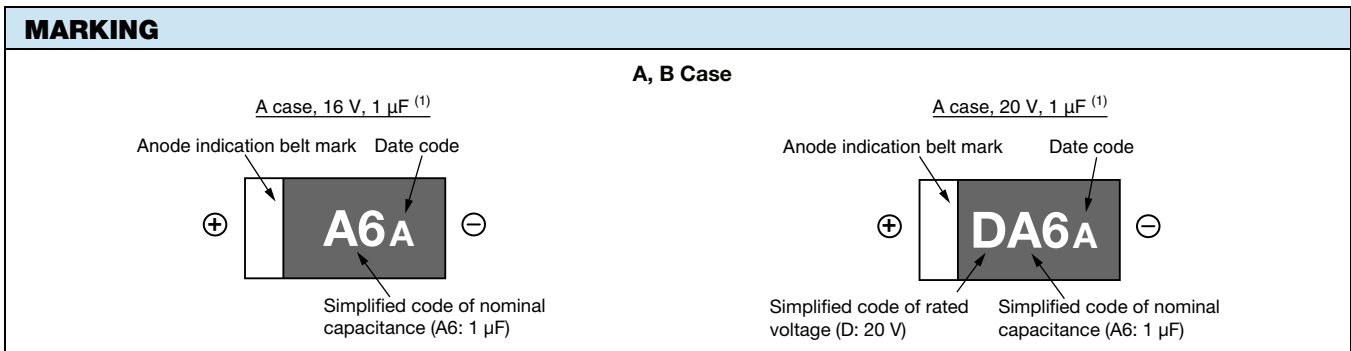 MARKING
A, B Case
A case, 16 V, 1 µF (1)
Anode indication belt mark Date code
+ A6A −
Simplified code of nominal
capacitance (A6: 1 µF)
A case, 20 V, 1 µF (1)
Anode indication belt mark Date code
+ DA6A −
Simplified code of rated
voltage (D: 20 V)
Simplified code of nominal
capacitance (A6: 1 µF)